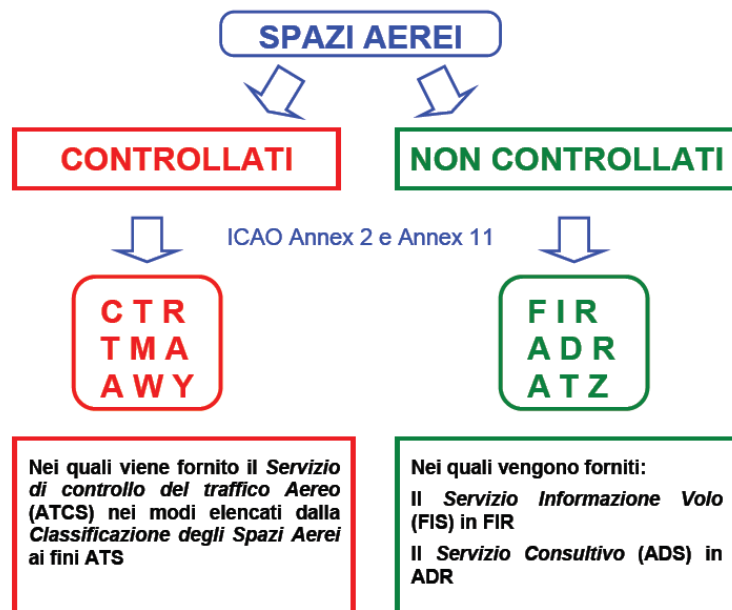 SPAZI AEREI
CONTROLLATI
NON CONTROLLATI
ICAO Annex 2 e Annex 11
C T R
T M A
A W Y
F I R
A D R
A T Z
Nei quali viene fornito il Servizio
di controllo del traffico Aereo
(ATCS) nei modi elencati dalla
Classificazione degli Spazi Aerei
ai fini ATS
Nei quali vengono forniti:
Il Servizio Informazione Volo
(FIS) in FIR
Il Servizio Consultivo (ADS) in
ADR